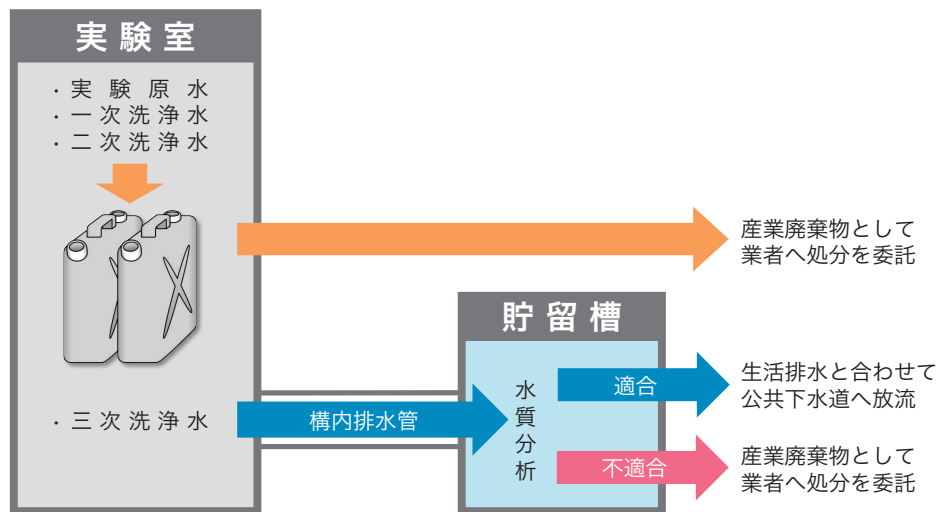 実験室
・実験原水
・一次洗浄水
・二次洗浄水
産業廃棄物として
業者へ処分を委託
貯留槽
・三次洗浄水
構内排水管
水質分析
適合
生活排水と合わせて
公共下水道へ放流
不適合
産業廃棄物として
業者へ処分を委託